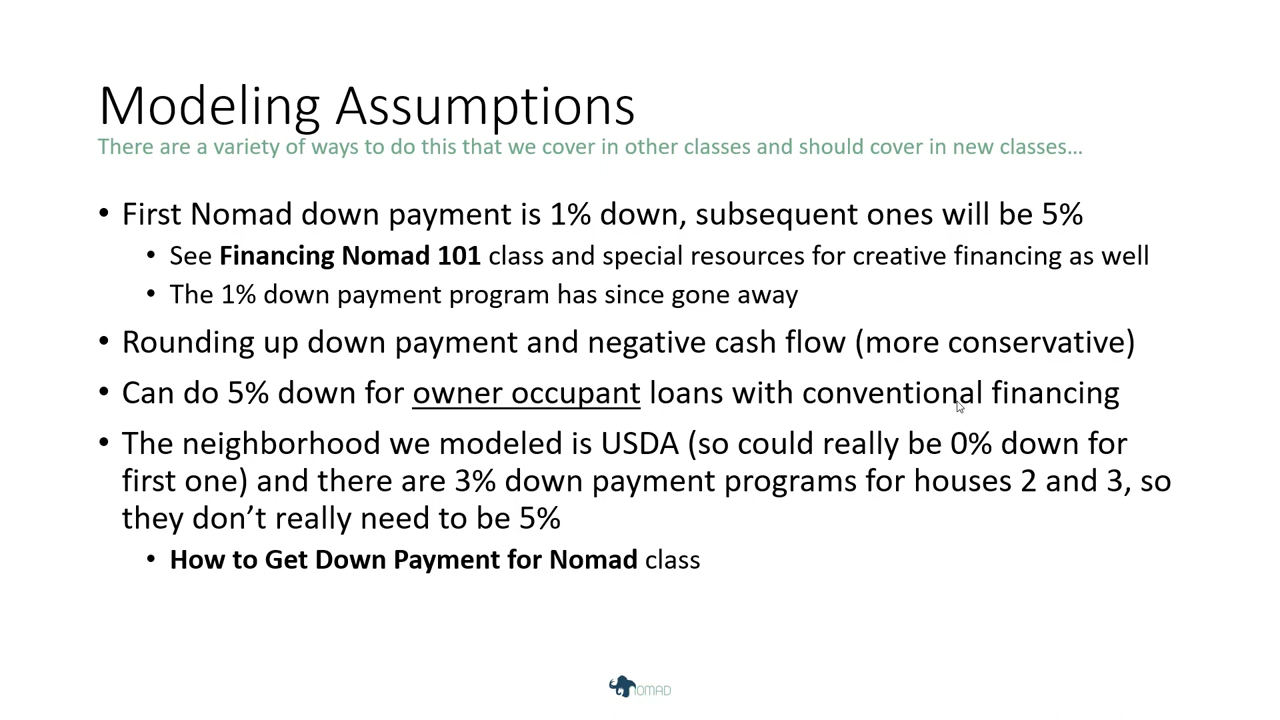 Modeling Assumptions
There are a variety of ways to do this that we cover in other classes and should cover in new classes…
• First Nomad down payment is 1% down, subsequent ones will be 5%
• See Financing Nomad 101 class and special resources for creative financing as well
• The 1% down payment program has since gone away
• Rounding up down payment and negative cash flow (more conservative)
• Can do 5% down for owner occupant loans with conventional financing
• The neighborhood we modeled is USDA (so could really be 0% down for
first one) and there are 3% down payment programs for houses 2 and 3, so
they don’t really need to be 5%
• How to Get Down Payment for Nomad class
NOMAD